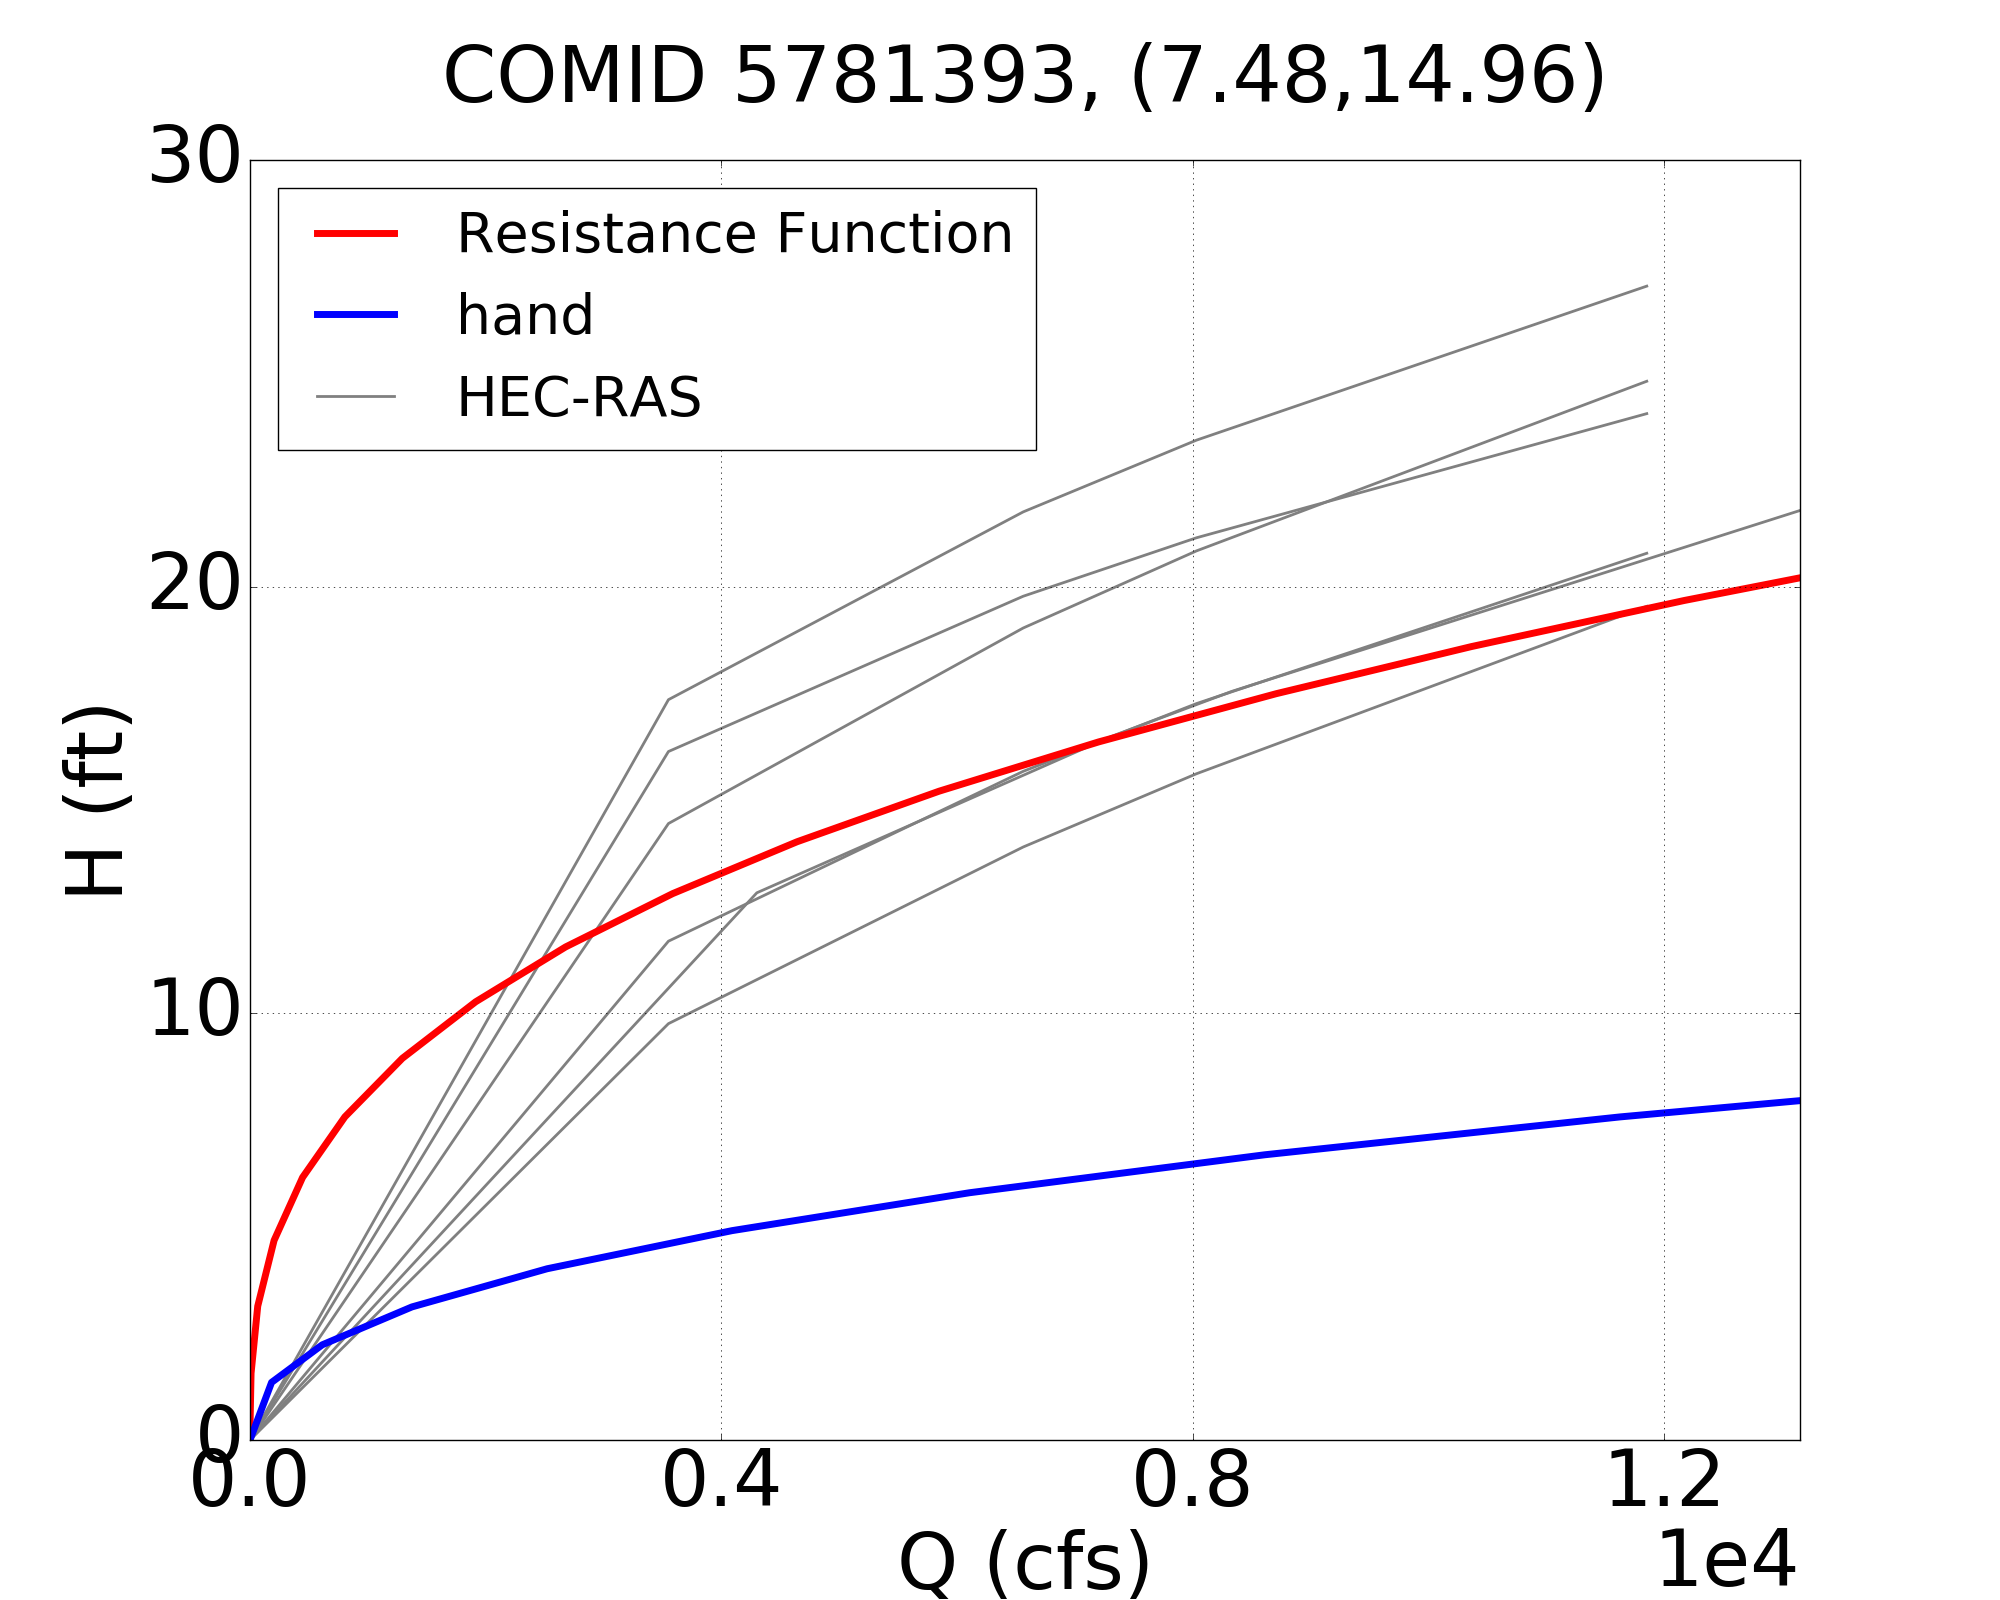 COMID 5781393, (7.48,14.96)
30
20
10
0
H (ft)
Resistance Function
hand
HEC-RAS
0.0 0.4 0.8 1.2
1e4
Q (cfs)